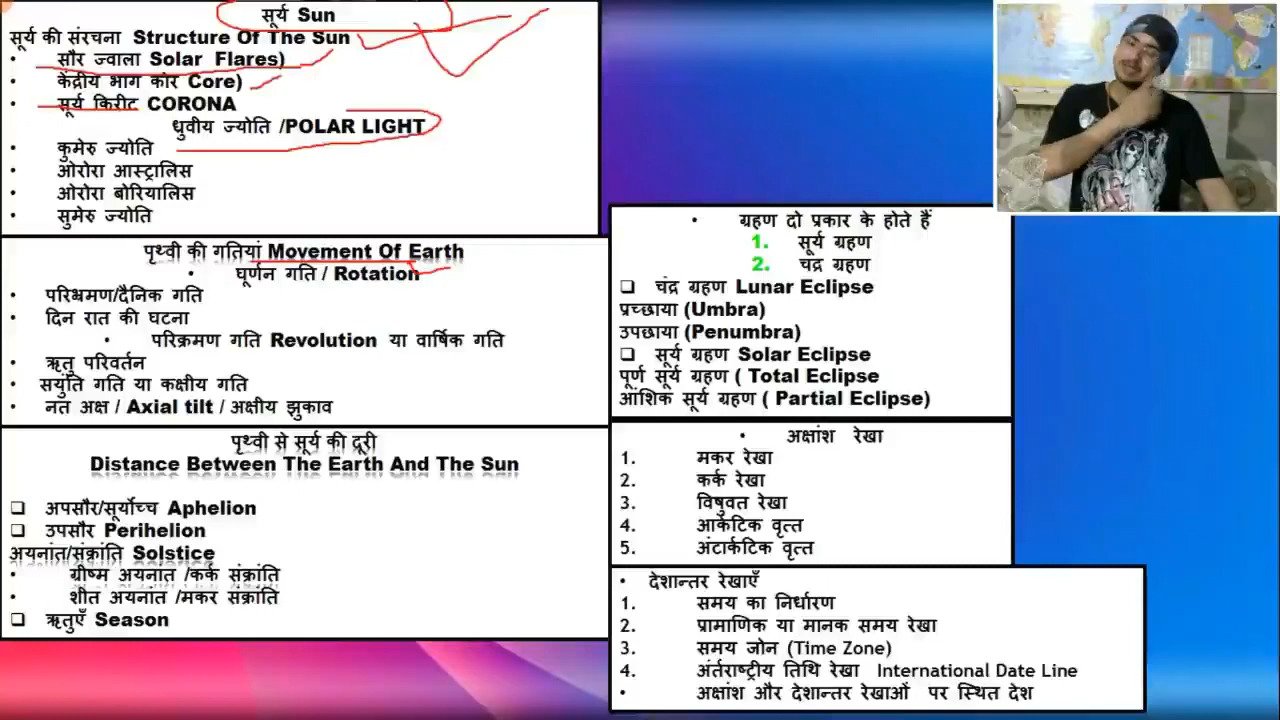 सूर्य Sun
सूर्य की संरचना Structure Of The Sun
• सौर ज्वाला Solar Flares)
• केंद्रीय भाग कोर Core)
• सूर्य किरीट CORONA
ध्रुवीय ज्योति /POLAR LIGHT
• कुमेरु ज्योति
• ओरोरा आस्ट्रालिस
• ओरोरा बोरियालिस
• सुमेरु ज्योति
पृथ्वी की गतियां Movement Of Earth
• घूर्णन गति / Rotation
• परिभ्रमण/दैनिक गति
• दिन रात की घटना
• परिक्रमण गति Revolution या वार्षिक गति
• ऋतु परिवर्तन
• सयुंति गति या कक्षीय गति
• नत अक्ष / Axial tilt / अक्षीय झुकाव
पृथ्वी से सूर्य की दूरी
Distance Between The Earth And The Sun
❑ अपसौर/सूर्योच्च Aphelion
❑ उपसौर Perihelion
अयनांत/संक्रांति Solstice
• ग्रीष्म अयनांत /कर्क संक्रांति
• शीत अयनांत /मकर संक्रांति
❑ ऋतुएँ Season
• ग्रहण दो प्रकार के होते हैं
1. सूर्य ग्रहण
2. चद्र ग्रहण
❑ चंद्र ग्रहण Lunar Eclipse
प्रच्छाया (Umbra)
उपछाया (Penumbra)
❑ सूर्य ग्रहण Solar Eclipse
पूर्ण सूर्य ग्रहण ( Total Eclipse
आंशिक सूर्य ग्रहण ( Partial Eclipse)
• अक्षांश रेखा
1. मकर रेखा
2. कर्क रेखा
3. विषुवत रेखा
4. आर्केटिक वृत्त
5. अंटार्कटिक वृत्त
• देशान्तर रेखाएँ
1. समय का निर्धारण
2. प्रामाणिक या मानक समय रेखा
3. समय जोन (Time Zone)
4. अंर्तराष्ट्रीय तिथि रेखा International Date Line
• अक्षांश और देशान्तर रेखाओं पर स्थित देश